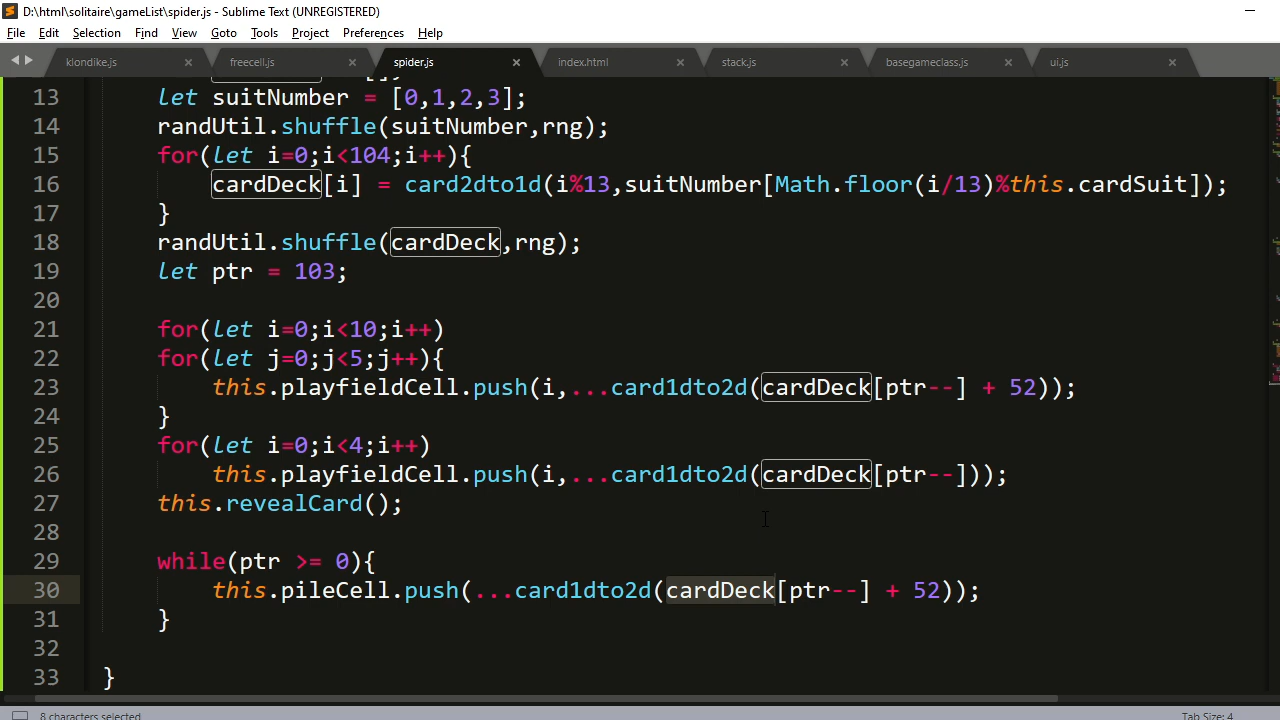 D:\html\solitaire\gameList\spider.js - Sublime Text (UNREGISTERED)
File Edit Selection Find View Goto Tools Project Preferences Help
klondike.js freecell.js spider.js index.html stack.js basegameclass.js ui.js
13 let suitNumber = [0,1,2,3];
14 randUtil.shuffle(suitNumber,rng);
15 for(let i=0;i<104;i++){
16 cardDeck[i] = card2dto1d(i%13,suitNumber[Math.floor(i/13)%this.cardSuit]);
17 }
18 randUtil.shuffle(cardDeck,rng);
19 let ptr = 103;
20
21 for(let i=0;i<10;i++)
22 for(let j=0;j<5;j++){
23 this.playfieldCell.push(i,...card1dto2d(cardDeck[ptr--] + 52));
24 }
25 for(let i=0;i<4;i++)
26 this.playfieldCell.push(i,...card1dto2d(cardDeck[ptr--]));
27 this.revealCard();
28
29 while(ptr >= 0){
30 this.pileCell.push(...card1dto2d(cardDeck[ptr--] + 52));
31 }
32
33 }
8 characters selected
Tab Size: 4